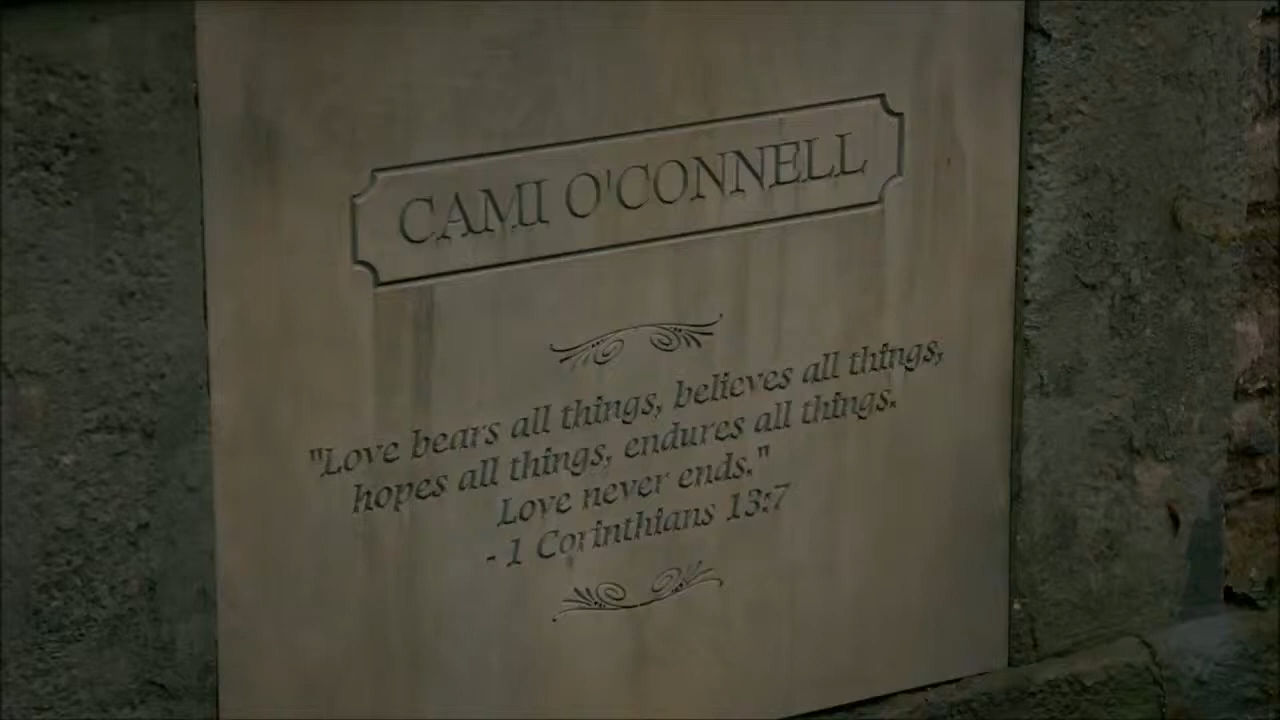 CAMI O'CONNELL
"Love bears all things, believes all things,
hopes all things, endures all things.
Love never ends."
- 1 Corinthians 13:7